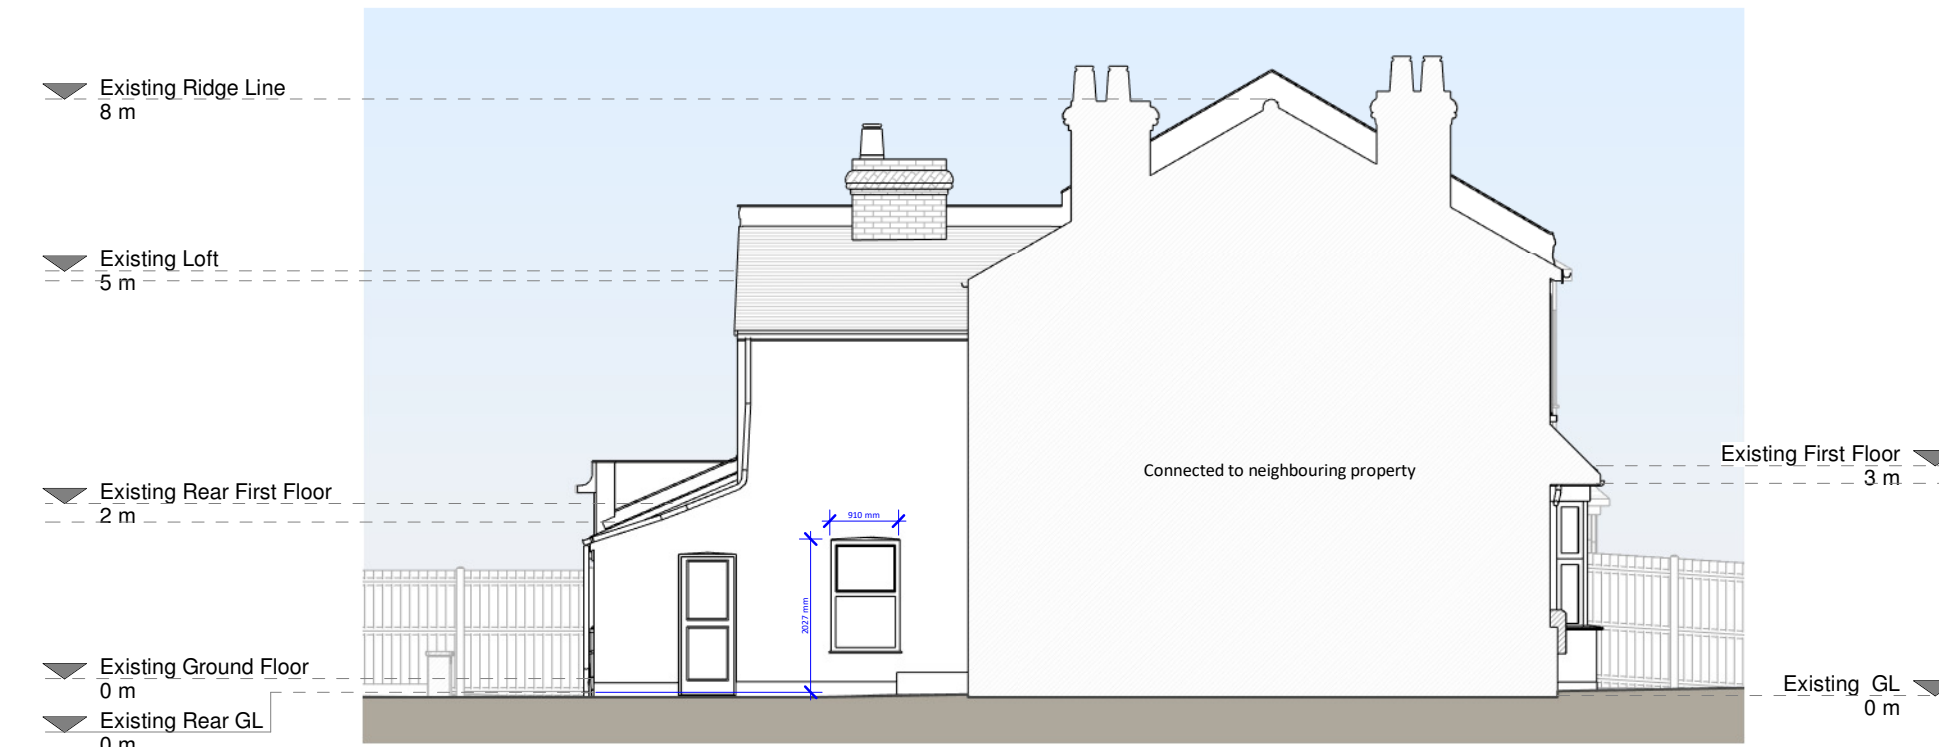 Existing Ridge Line
8 m
Existing Loft
5 m
Existing Rear First Floor
2 m
Existing Ground Floor
0 m
Existing Rear GL
0 m
910 mm
2027 mm
Connected to neighbouring property
Existing First Floor
3 m
Existing GL
0 m